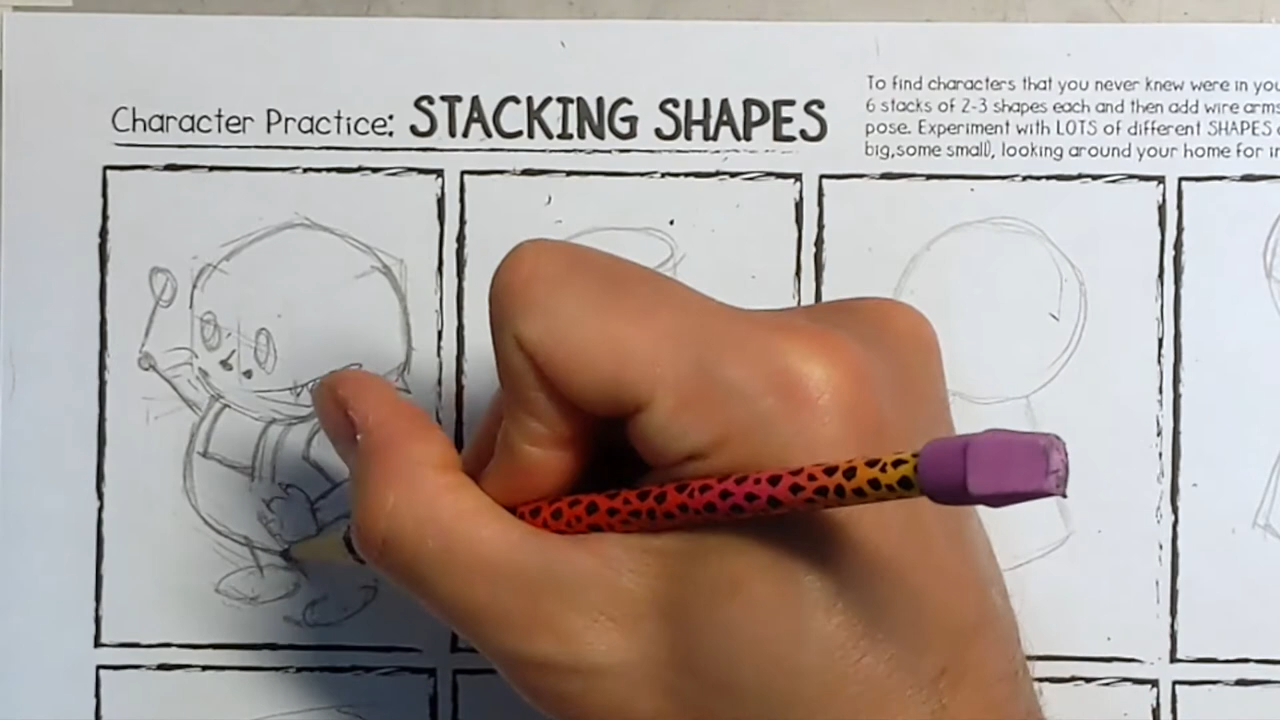 Character Practice: STACKING SHAPES
To find characters that you never knew were in
6 stacks of 2-3 shapes each and then add wire arms
pose. Experiment with LOTS of different SHAPES
big,some small), looking around your home for